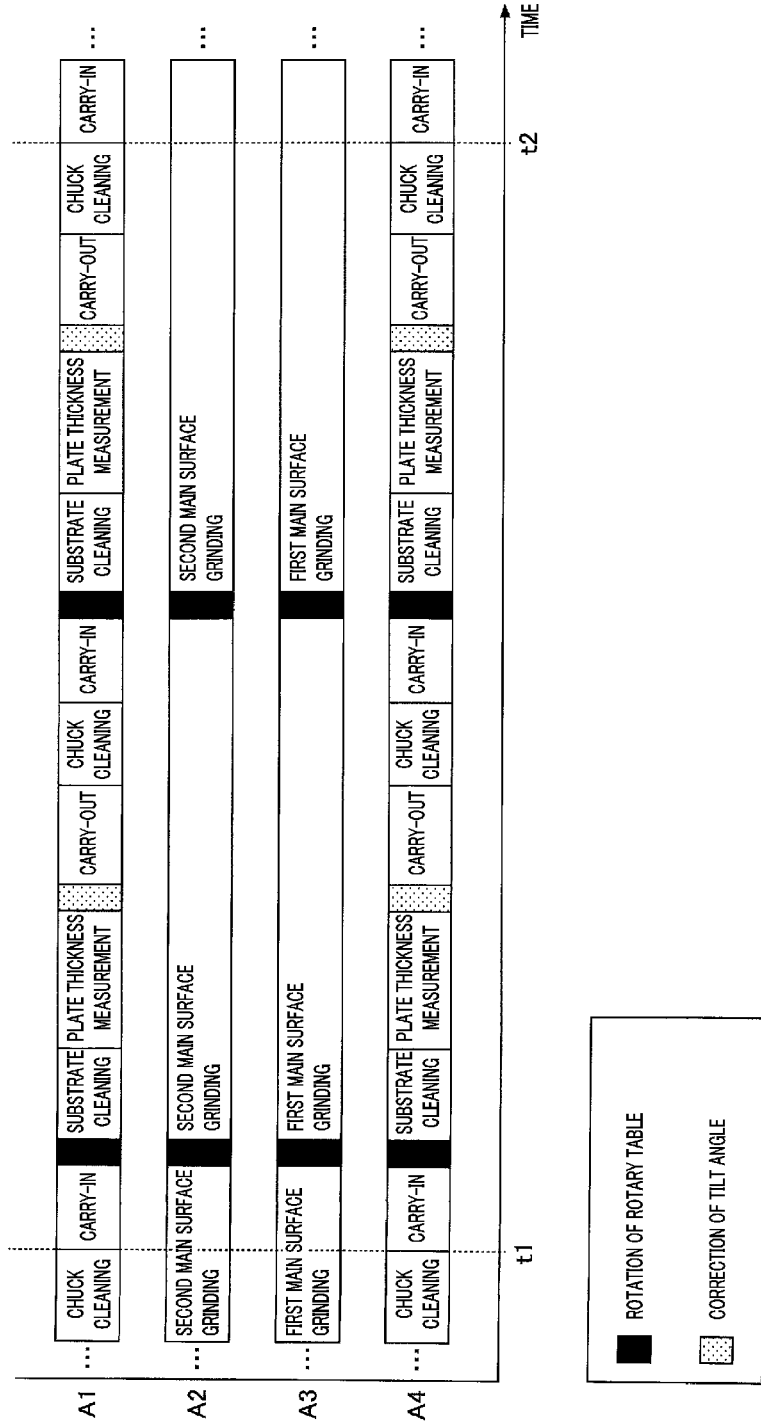 A1
...
CHUCK
CLEANING
CARRY-IN
SUBSTRATE
CLEANING
PLATE THICKNESS
MEASUREMENT
CARRY-OUT
CHUCK
CLEANING
CARRY-IN
SUBSTRATE
CLEANING
PLATE THICKNESS
MEASUREMENT
CARRY-OUT
CHUCK
CLEANING
CARRY-IN
...
A2
...
SECOND MAIN SURFACE
GRINDING
SECOND MAIN SURFACE
GRINDING
SECOND MAIN SURFACE
GRINDING
...
A3
...
FIRST MAIN SURFACE
GRINDING
FIRST MAIN SURFACE
GRINDING
FIRST MAIN SURFACE
GRINDING
...
A4
...
CHUCK
CLEANING
CARRY-IN
SUBSTRATE
CLEANING
PLATE THICKNESS
MEASUREMENT
CARRY-OUT
CHUCK
CLEANING
CARRY-IN
SUBSTRATE
CLEANING
PLATE THICKNESS
MEASUREMENT
CARRY-OUT
CHUCK
CLEANING
CARRY-IN
...
t1
t2
TIME
ROTATION OF ROTARY TABLE
CORRECTION OF TILT ANGLE